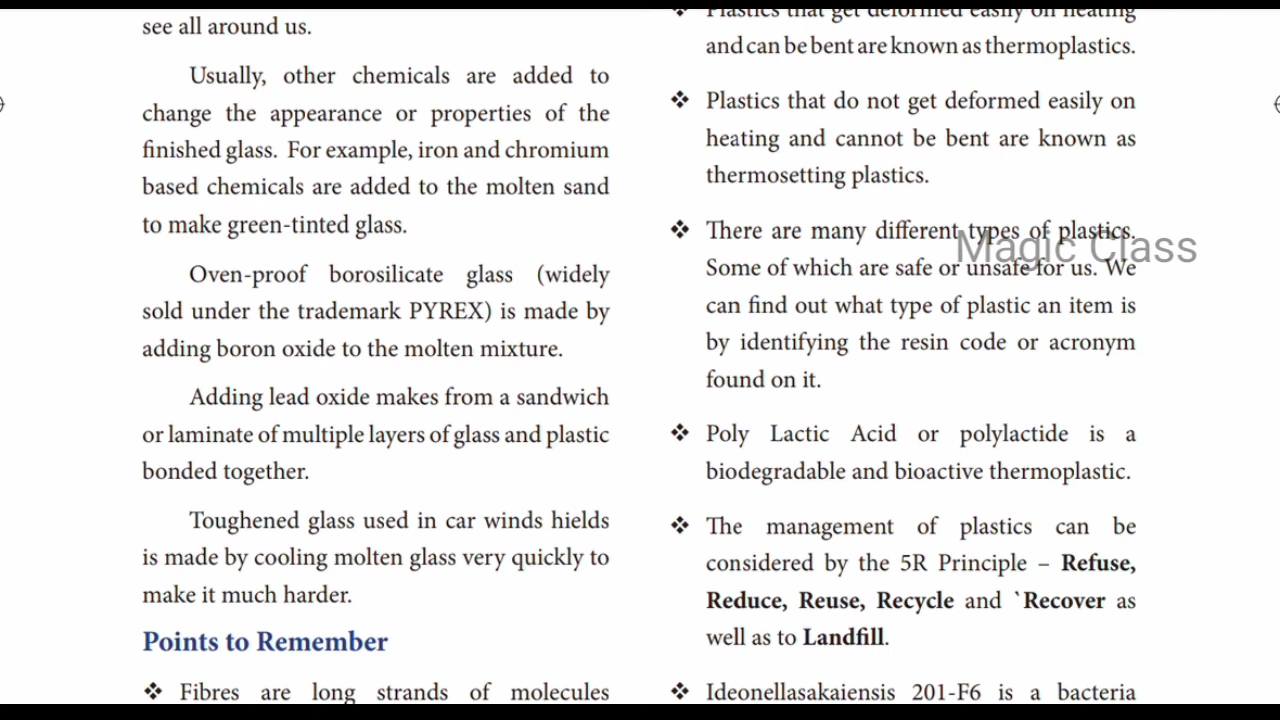 see all around us.
Usually, other chemicals are added to
change the appearance or properties of the
finished glass. For example, iron and chromium
based chemicals are added to the molten sand
to make green-tinted glass.
Oven-proof borosilicate glass (widely
sold under the trademark PYREX) is made by
adding boron oxide to the molten mixture.
Adding lead oxide makes from a sandwich
or laminate of multiple layers of glass and plastic
bonded together.
Toughened glass used in car winds hields
is made by cooling molten glass very quickly to
make it much harder.
Points to Remember
❖ Fibres are long strands of molecules
❖ Plastics that get deformed easily on heating
and can be bent are known as thermoplastics.
❖ Plastics that do not get deformed easily on
heating and cannot be bent are known as
thermosetting plastics.
❖ There are many different types of plastics.
Some of which are safe or unsafe for us. We
can find out what type of plastic an item is
by identifying the resin code or acronym
found on it.
❖ Poly Lactic Acid or polylactide is a
biodegradable and bioactive thermoplastic.
❖ The management of plastics can be
considered by the 5R Principle – Refuse,
Reduce, Reuse, Recycle and `Recover as
well as to Landfill.
❖ Ideonellasakaiensis 201-F6 is a bacteria
Magic Class